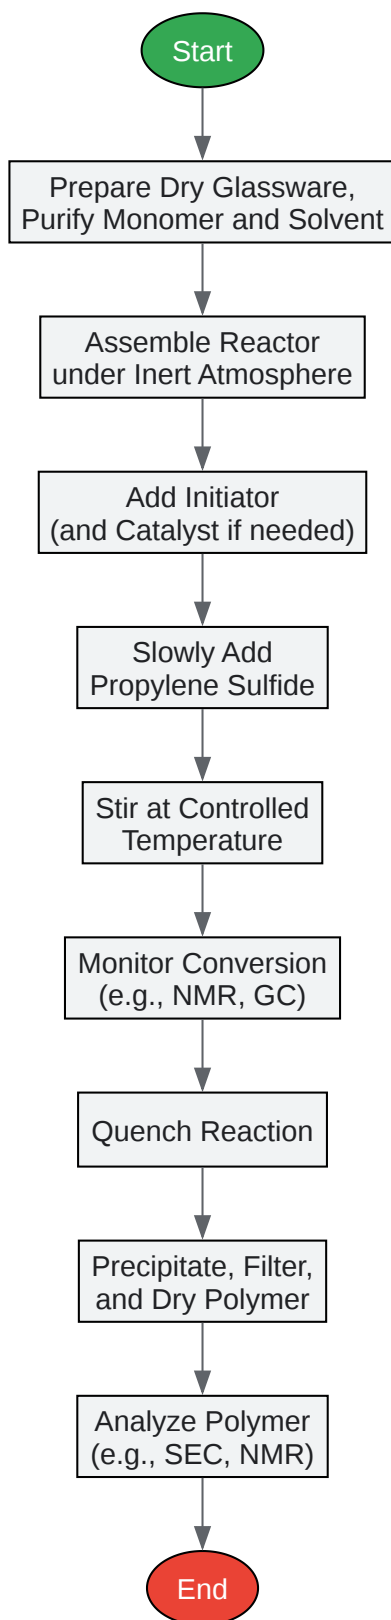 Start
Prepare Dry Glassware,
Purify Monomer and Solvent
Assemble Reactor
under Inert Atmosphere
Add Initiator
(and Catalyst if needed)
Slowly Add
Propylene Sulfide
Stir at Controlled
Temperature
Monitor Conversion
(e.g., NMR, GC)
Quench Reaction
Precipitate, Filter,
and Dry Polymer
Analyze Polymer
(e.g., SEC, NMR)
End